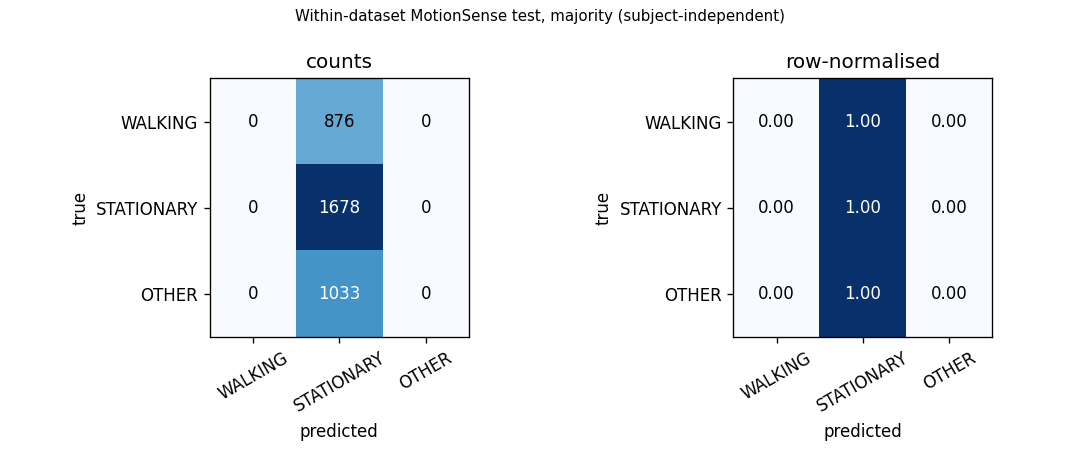 Within-dataset MotionSense test, majority (subject-independent)
counts
true
WALKING 0 876 0
STATIONARY 0 1678 0
OTHER 0 1033 0
WALKING STATIONARY OTHER
predicted
row-normalised
true
WALKING 0.00 1.00 0.00
STATIONARY 0.00 1.00 0.00
OTHER 0.00 1.00 0.00
WALKING STATIONARY OTHER
predicted